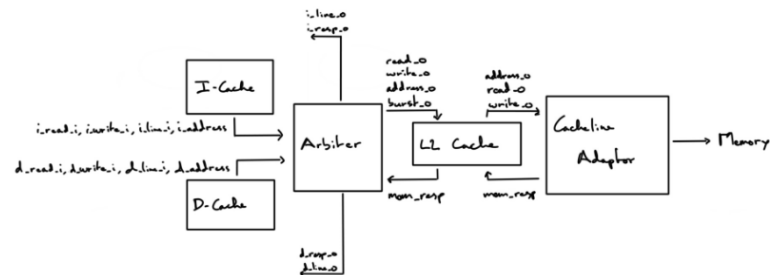 i_line_o
i_resp_o
I-Cache
i_read_i, i_write_i, i_line_i, i_address
d_read_i, d_write_i, d_line_i, d_address
D-Cache
Arbiter
d_resp_o
d_line_o
read_o
write_o
address_o
burst_o
L2 Cache
mem_resp
address_o
read_o
write_o
mem_resp
Cacheline
Adaptor
Memory